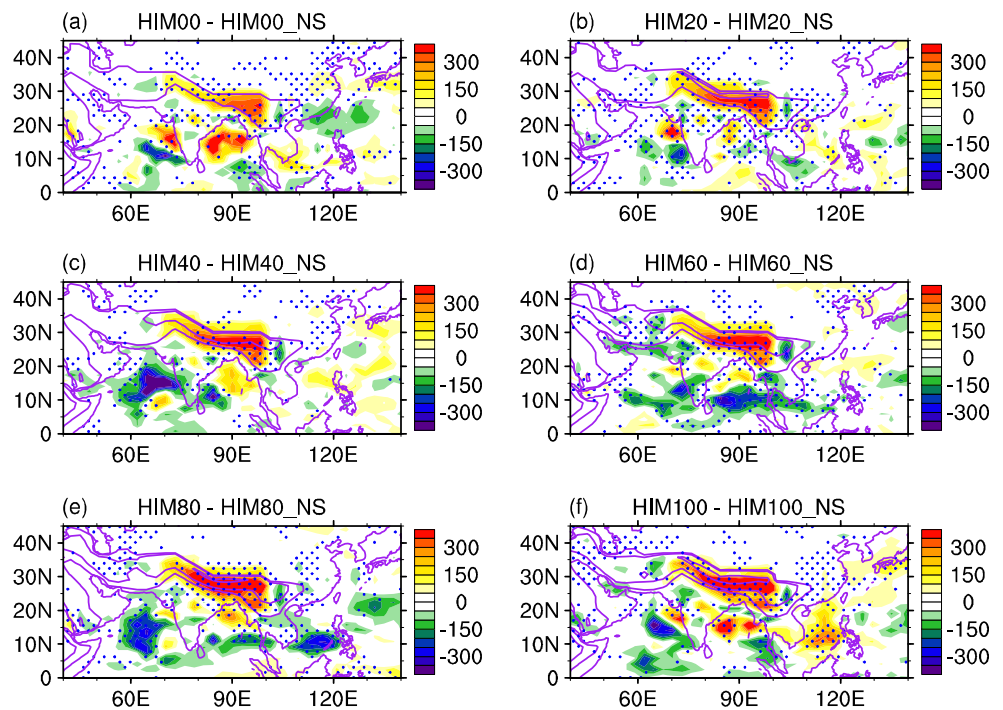 (a) HIM00 - HIM00_NS
40N
30N
20N
10N
0
60E 90E 120E
300
150
0
-150
-300
(b) HIM20 - HIM20_NS
40N
30N
20N
10N
0
60E 90E 120E
300
150
0
-150
-300
(c) HIM40 - HIM40_NS
40N
30N
20N
10N
0
60E 90E 120E
300
150
0
-150
-300
(d) HIM60 - HIM60_NS
40N
30N
20N
10N
0
60E 90E 120E
300
150
0
-150
-300
(e) HIM80 - HIM80_NS
40N
30N
20N
10N
0
60E 90E 120E
300
150
0
-150
-300
(f) HIM100 - HIM100_NS
40N
30N
20N
10N
0
60E 90E 120E
300
150
0
-150
-300